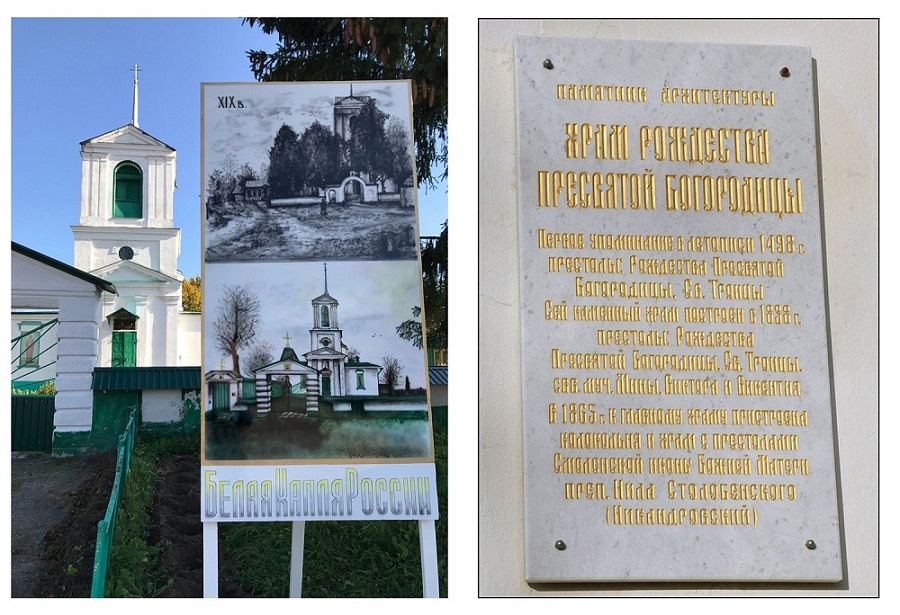 XIX в.
БЕЛАЯ КАПЛЯ РОССИИ
ПАМЯТНИК АРХИТЕКТУРЫ
ХРАМ РОЖДЕСТВА
ПРЕСВЯТОЙ БОГОРОДИЦЫ
Первое упоминание в летописи 1498 г.
престолы: Рождества Пресвятой
Богородицы, Св. Троицы
Сей каменный храм построен в 1838 г.
престолы: Рождества
Пресвятой Богородицы, Св. Троицы,
свв. муч. Мины, Виктора и Викентия
В 1865 г. к главному храму пристроена
колокольня и храм с престолами
Смоленской иконы Божией Матери
преп. Нила Столобенского
(Никандровский)